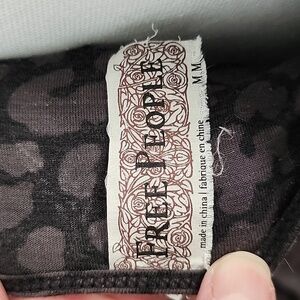 FREE PEOPLE
M.M
made in china | fabriqué en chine